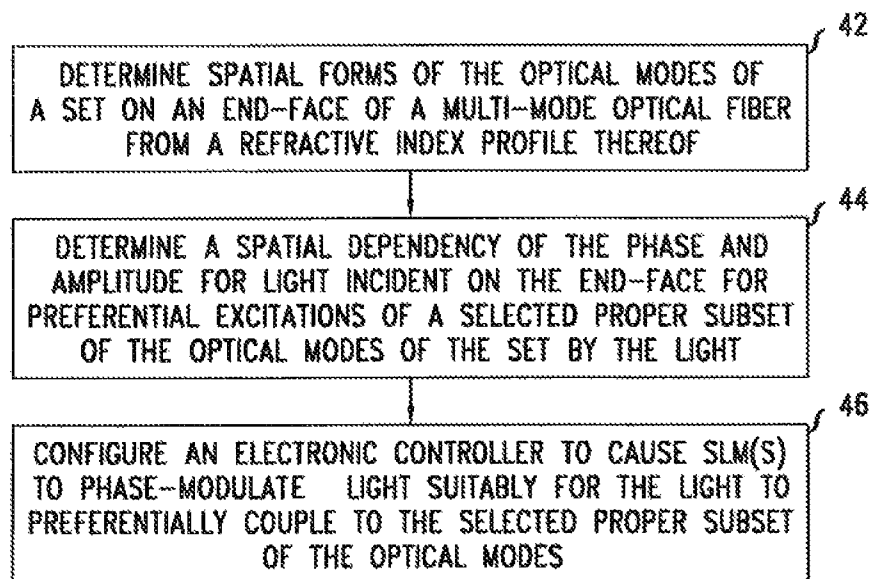 42
DETERMINE SPATIAL FORMS OF THE OPTICAL MODES OF
A SET ON AN END-FACE OF A MULTI-MODE OPTICAL FIBER
FROM A REFRACTIVE INDEX PROFILE THEREOF
44
DETERMINE A SPATIAL DEPENDENCY OF THE PHASE AND
AMPLITUDE FOR LIGHT INCIDENT ON THE END-FACE FOR
PREFERENTIAL EXCITATIONS OF A SELECTED PROPER SUBSET
OF THE OPTICAL MODES OF THE SET BY THE LIGHT
46
CONFIGURE AN ELECTRONIC CONTROLLER TO CAUSE SLM(S)
TO PHASE-MODULATE LIGHT SUITABLY FOR THE LIGHT TO
PREFERENTIALLY COUPLE TO THE SELECTED PROPER SUBSET
OF THE OPTICAL MODES